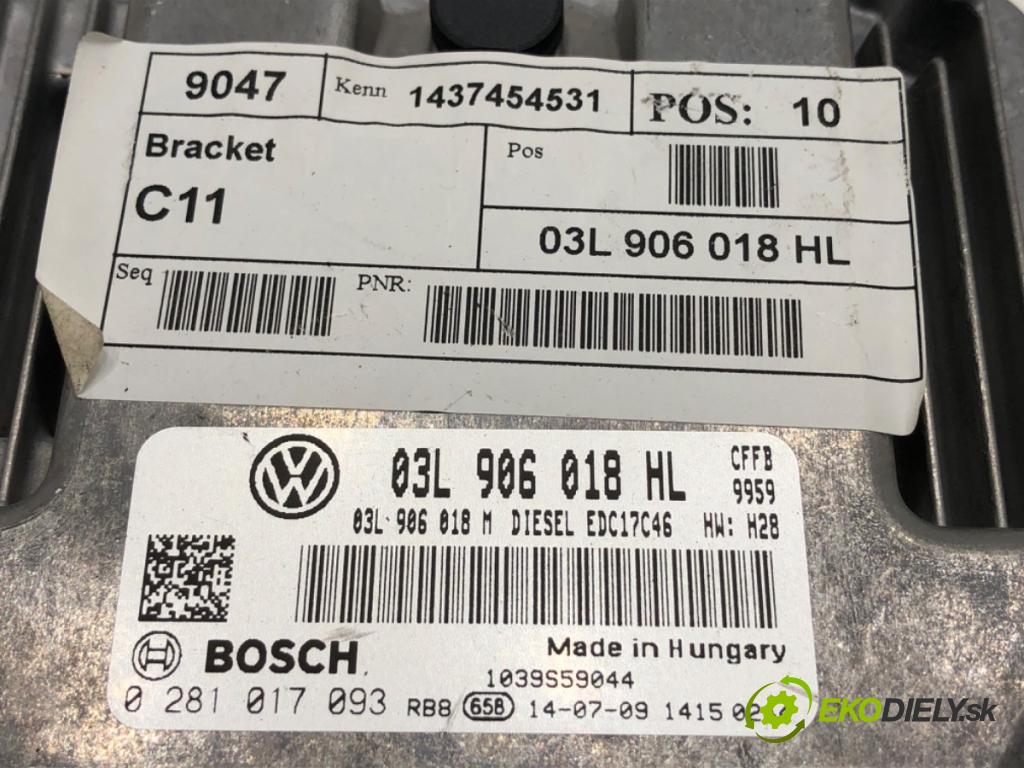 9047 Kenn 1437454531 POS: 10
Bracket Pos
C11
03L 906 018 HL
Seq PNR:
03L 906 018 HL CFFB
9959
03L 906 018 M DIESEL EDC17C46 HW: H28
BOSCH Made in Hungary
1039S59044
0 281 017 093 RB8 658 14-07-09 1415
EKODIELY.sk